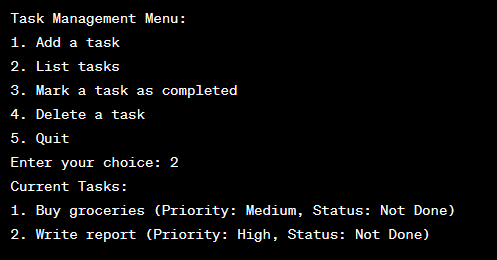 Task Management Menu:
1. Add a task
2. List tasks
3. Mark a task as completed
4. Delete a task
5. Quit
Enter your choice: 2
Current Tasks:
1. Buy groceries (Priority: Medium, Status: Not Done)
2. Write report (Priority: High, Status: Not Done)